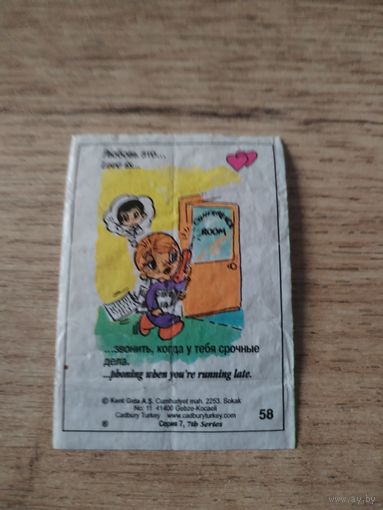 Любовь это...
Love is...
CONFERENCE
ROOM
...звонить, когда у тебя срочные
дела.
...phoning when you're running late.
© Kent Gıda A.Ş. Cumhuriyet mah. 2253. Sokak
No: 11 41400 Gebze-Kocaeli
Cadbury Turkey www.cadburyturkey.com
® Серия 7, 7th Series
58
www.ay.by